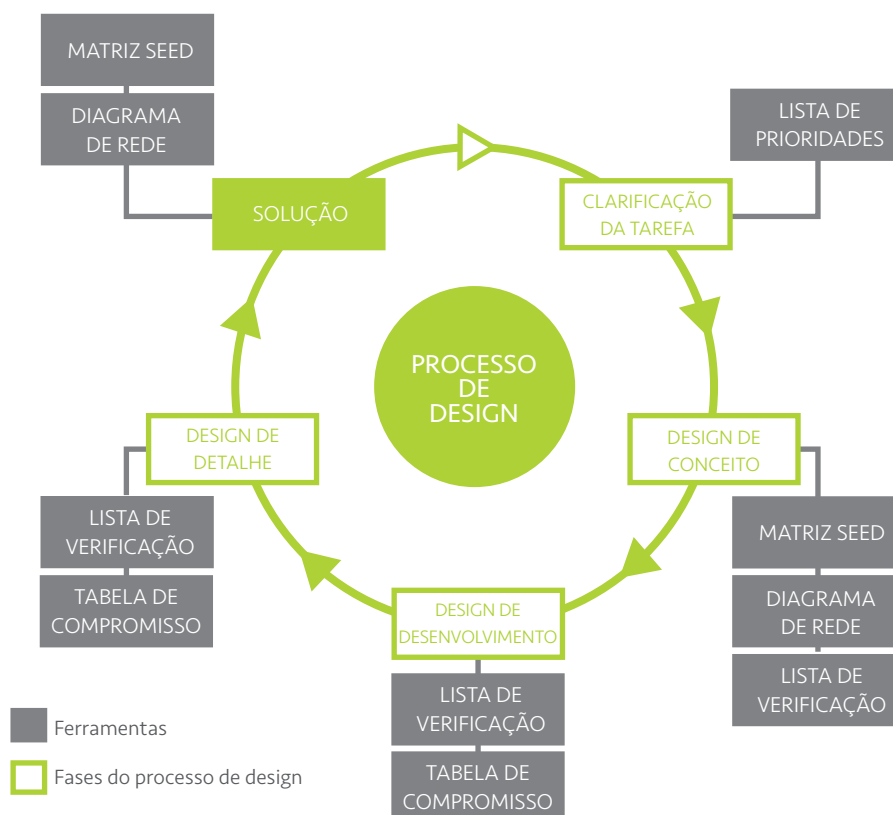 MATRIZ SEED
DIAGRAMA
DE REDE
SOLUÇÃO
LISTA DE
PRIORIDADES
CLARIFICAÇÃO
DA TAREFA
PROCESSO
DE
DESIGN
DESIGN DE
DETALHE
LISTA DE
VERIFICAÇÃO
TABELA DE
COMPROMISSO
DESIGN DE
CONCEITO
MATRIZ SEED
DIAGRAMA
DE REDE
LISTA DE
VERIFICAÇÃO
DESIGN DE
DESENVOLVIMENTO
LISTA DE
VERIFICAÇÃO
TABELA DE
COMPROMISSO
Ferramentas
Fases do processo de design